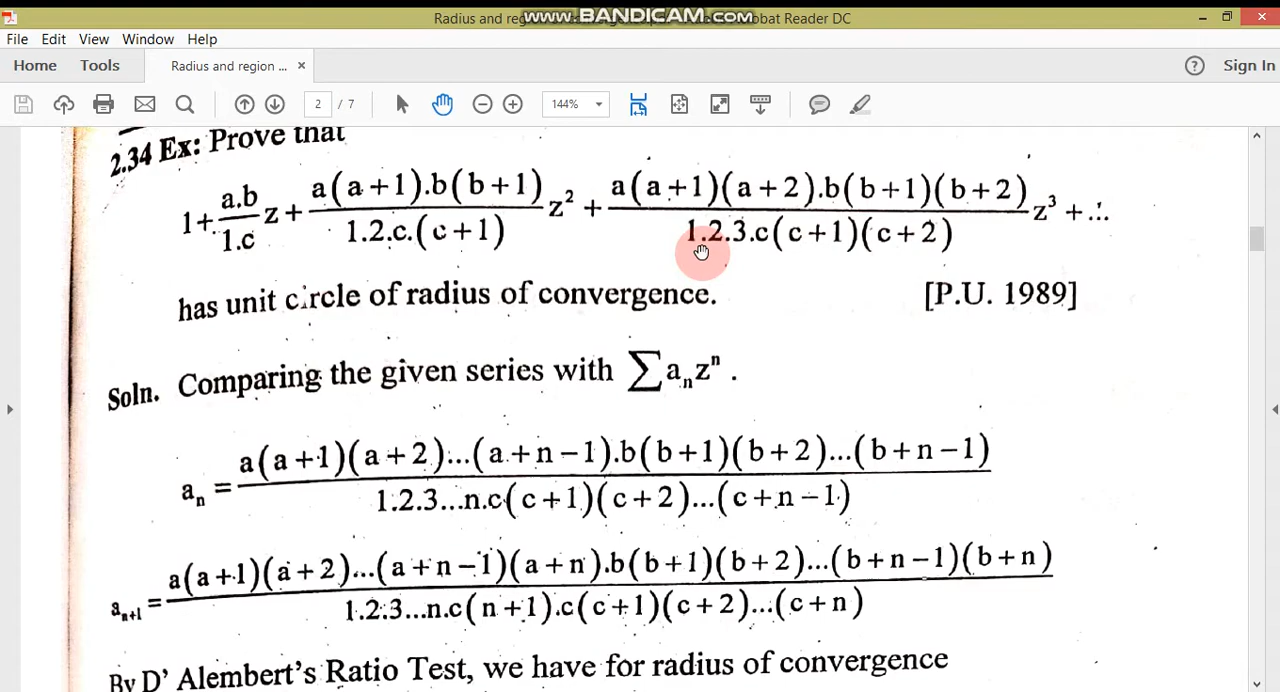 Radius and reg www.BANDICAM.com obat Reader DC
File Edit View Window Help
Home Tools Radius and region ... × ? Sign In
2 / 7 144%
2.34 Ex: Prove that
1+ a.b/1.c z + a(a+1).b(b+1)/1.2.c.(c+1) z² + a(a+1)(a+2).b(b+1)(b+2)/1.2.3.c(c+1)(c+2) z³ + ...
has unit circle of radius of convergence. [P.U. 1989]
Soln. Comparing the given series with ∑aₙzⁿ .
aₙ = a(a+1)(a+2)...(a+n−1).b(b+1)(b+2)...(b+n−1)/1.2.3...n.c(c+1)(c+2)...(c+n−1)
aₙ₊₁ = a(a+1)(a+2)...(a+n−1)(a+n).b(b+1)(b+2)...(b+n−1)(b+n)/1.2.3...n.c(n+1).c(c+1)(c+2)...(c+n)
By D' Alembert's Ratio Test, we have for radius of convergence